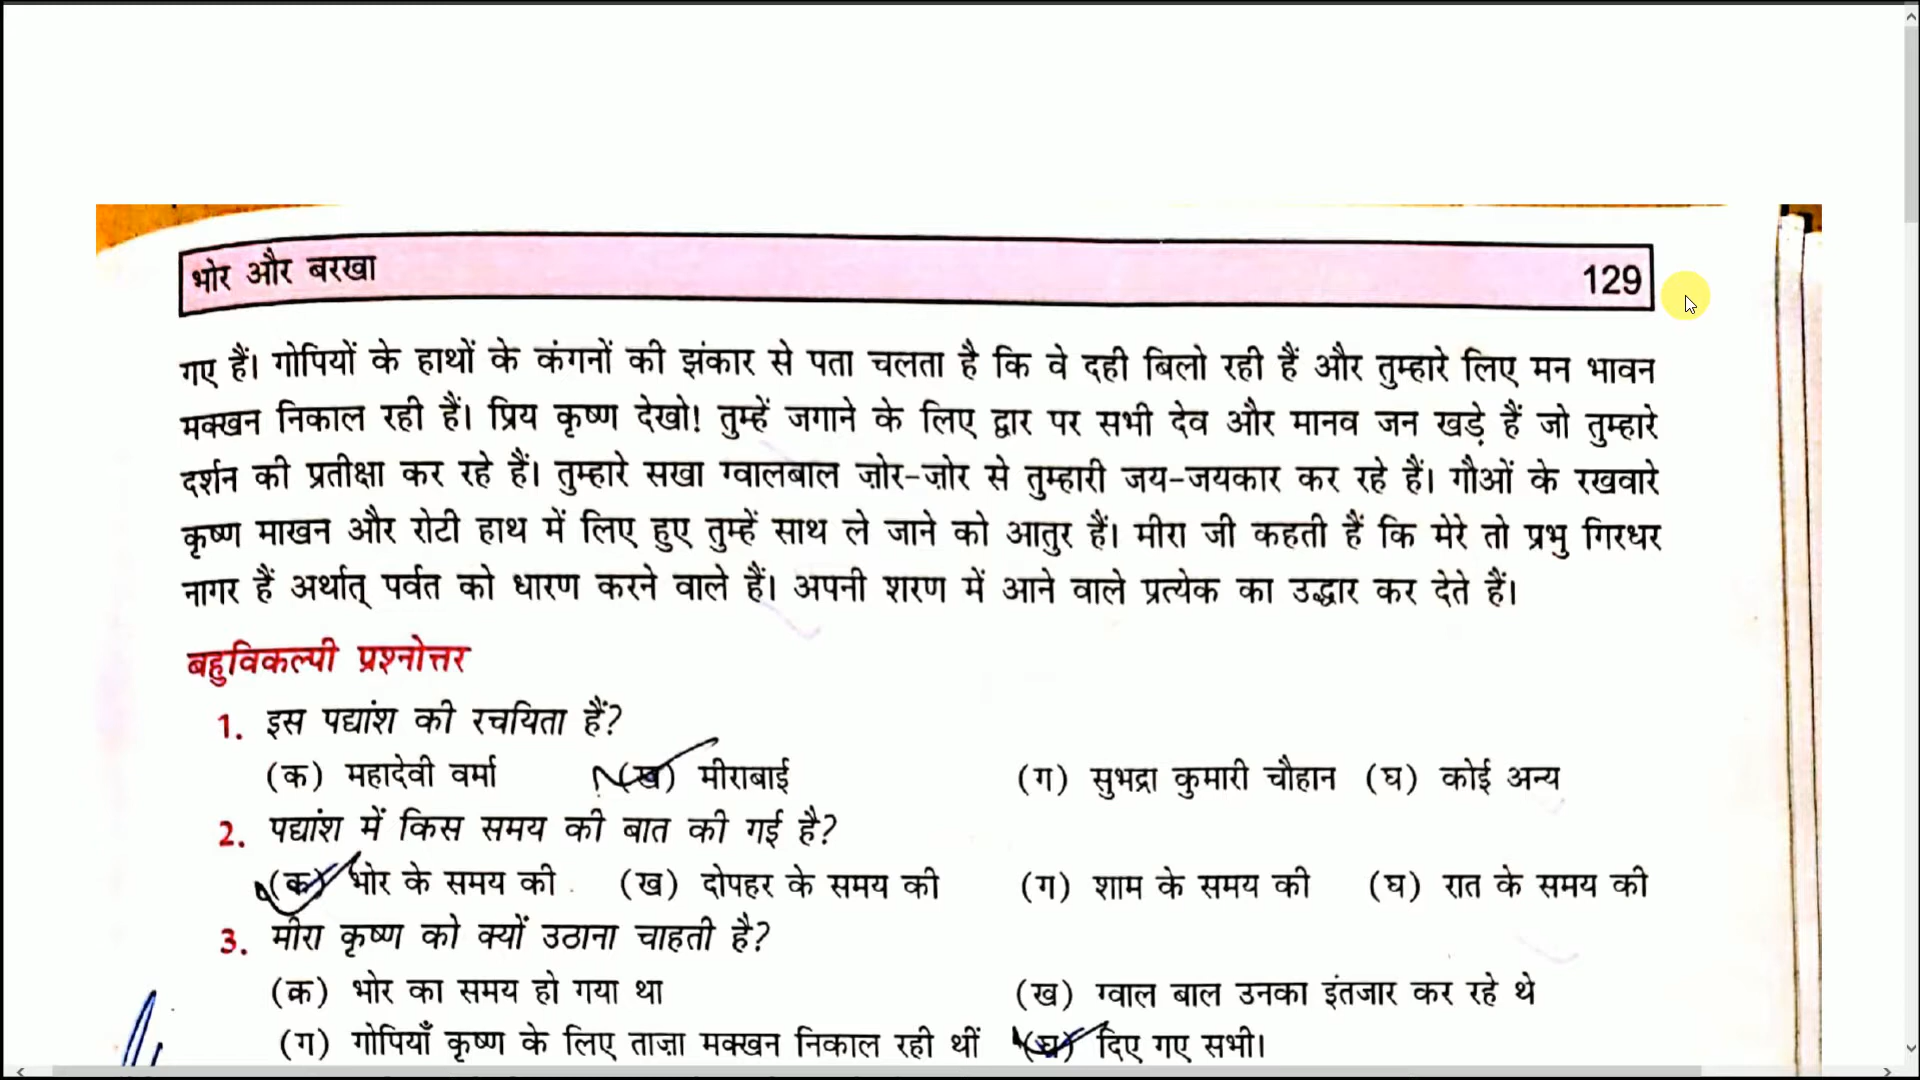 भोर और बरखा 129
गए हैं। गोपियों के हाथों के कंगनों की झंकार से पता चलता है कि वे दही बिलो रही हैं और तुम्हारे लिए मन भावन
मक्खन निकाल रही हैं। प्रिय कृष्ण देखो! तुम्हें जगाने के लिए द्वार पर सभी देव और मानव जन खड़े हैं जो तुम्हारे
दर्शन की प्रतीक्षा कर रहे हैं। तुम्हारे सखा ग्वालबाल ज़ोर-ज़ोर से तुम्हारी जय-जयकार कर रहे हैं। गौओं के रखवारे
कृष्ण माखन और रोटी हाथ में लिए हुए तुम्हें साथ ले जाने को आतुर हैं। मीरा जी कहती हैं कि मेरे तो प्रभु गिरधर
नागर हैं अर्थात् पर्वत को धारण करने वाले हैं। अपनी शरण में आने वाले प्रत्येक का उद्धार कर देते हैं।
बहुविकल्पी प्रश्नोत्तर
1. इस पद्यांश की रचयिता हैं?
(क) महादेवी वर्मा (ख) मीराबाई (ग) सुभद्रा कुमारी चौहान (घ) कोई अन्य
2. पद्यांश में किस समय की बात की गई है?
(क) भोर के समय की (ख) दोपहर के समय की (ग) शाम के समय की (घ) रात के समय की
3. मीरा कृष्ण को क्यों उठाना चाहती है?
(क) भोर का समय हो गया था (ख) ग्वाल बाल उनका इंतजार कर रहे थे
(ग) गोपियाँ कृष्ण के लिए ताज़ा मक्खन निकाल रही थीं (घ) दिए गए सभी।